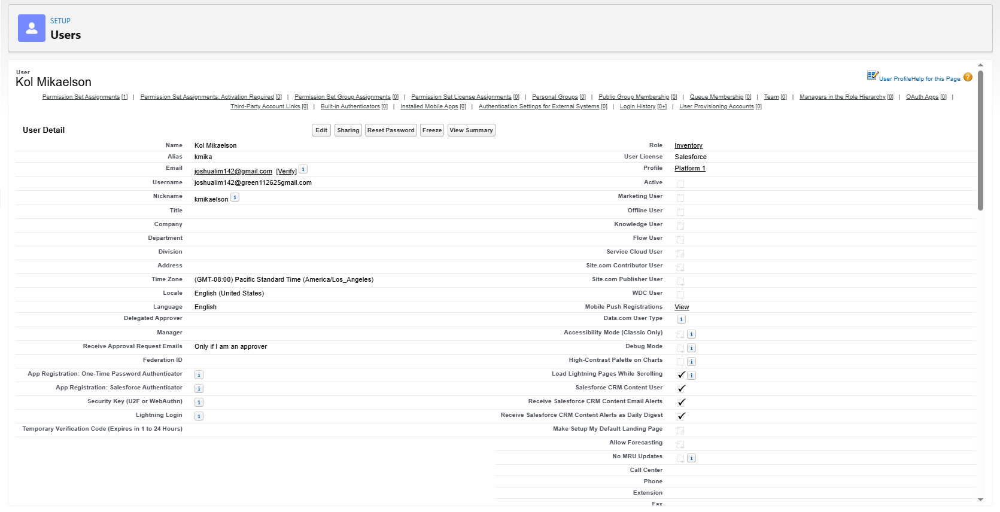 SETUP
Users
User
Kol Mikaelson
User Profile Help for this Page
Permission Set Assignments [1] | Permission Set Assignments: Activation Required [0] | Permission Set Group Assignments [0] | Permission Set License Assignments [0] | Personal Groups [0] | Public Group Membership [0] | Queue Membership [0] | Team [0] | Managers in the Role Hierarchy [0] | OAuth Apps [0] |
Third-Party Account Links [0] | Built-in Authenticators [0] | Installed Mobile Apps [0] | Authentication Settings for External Systems [0] | Login History [0+] | User Provisioning Accounts [0]
User Detail
Edit Sharing Reset Password Freeze View Summary
Name Kol Mikaelson Role Inventory
Alias kmika User License Salesforce
Email joshualim142@gmail.com [Verify] i Profile Platform 1
Username joshualim142@green112625gmail.com Active
Nickname kmikaelson i Marketing User
Title Offline User
Company Knowledge User
Department Flow User
Division Service Cloud User
Address Site.com Contributor User
Time Zone (GMT-08:00) Pacific Standard Time (America/Los_Angeles) Site.com Publisher User
Locale English (United States) WDC User
Language English Mobile Push Registrations View
Delegated Approver Data.com User Type i
Manager Accessibility Mode (Classic Only) i
Receive Approval Request Emails Only if I am an approver Debug Mode i
Federation ID High-Contrast Palette on Charts i
App Registration: One-Time Password Authenticator i Load Lightning Pages While Scrolling i
App Registration: Salesforce Authenticator i Salesforce CRM Content User
Security Key (U2F or WebAuthn) i Receive Salesforce CRM Content Email Alerts
Lightning Login i Receive Salesforce CRM Content Alerts as Daily Digest
Temporary Verification Code (Expires in 1 to 24 Hours) Make Setup My Default Landing Page
Allow Forecasting
No MRU Updates i
Call Center
Phone
Extension
Fax